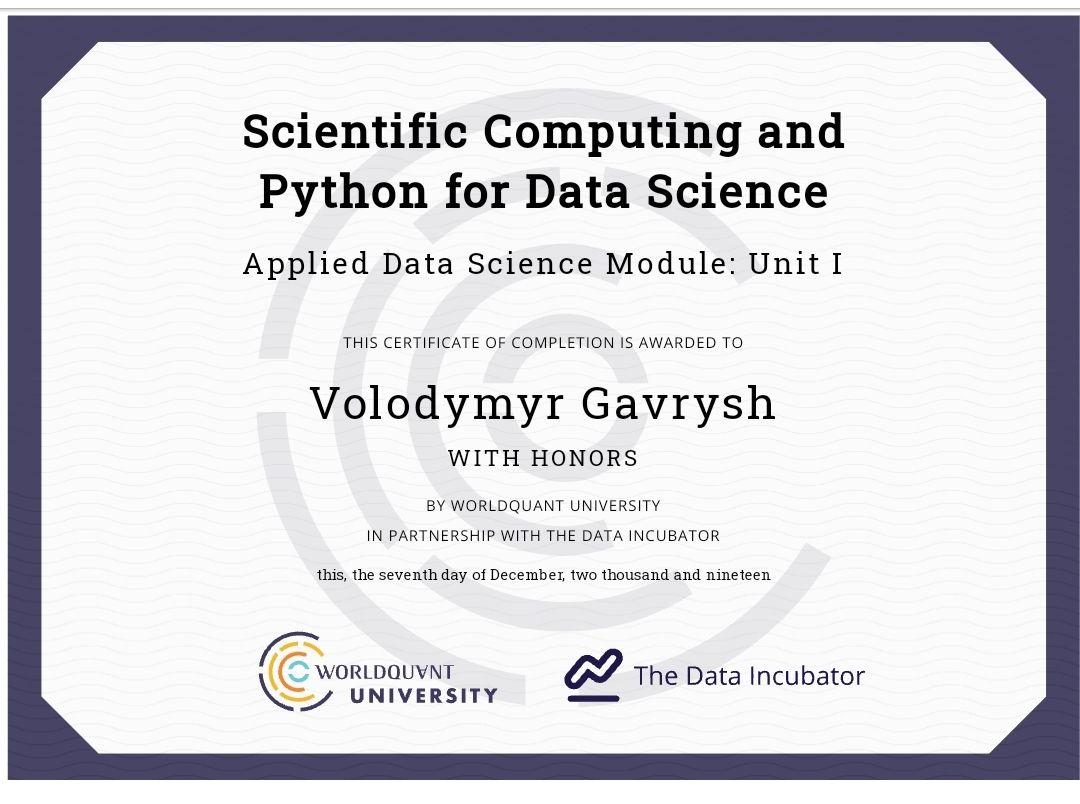 Scientific Computing and
Python for Data Science
Applied Data Science Module: Unit I
THIS CERTIFICATE OF COMPLETION IS AWARDED TO
Volodymyr Gavrysh
WITH HONORS
BY WORLDQUANT UNIVERSITY
IN PARTNERSHIP WITH THE DATA INCUBATOR
this, the seventh day of December, two thousand and nineteen
WORLDQUANT
UNIVERSITY
The Data Incubator